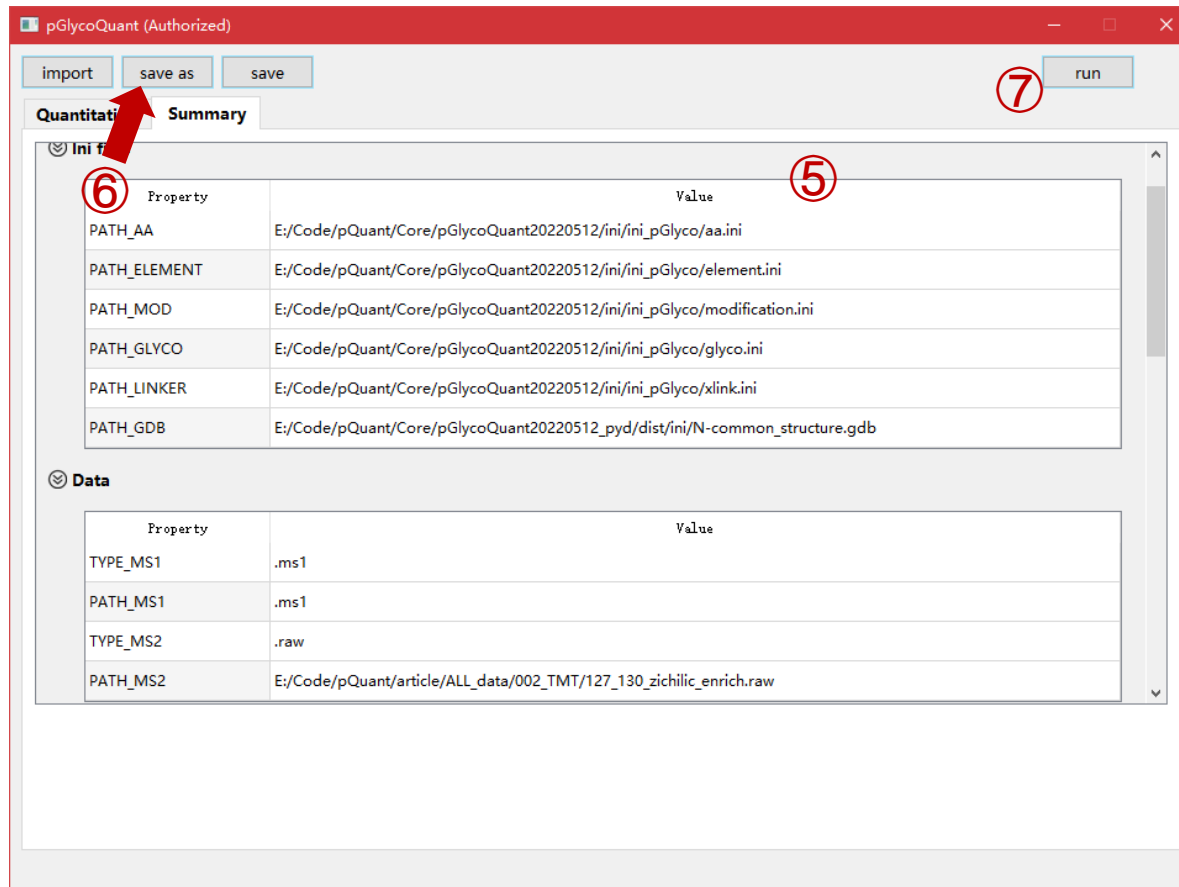 pGlycoQuant (Authorized)
import save as save run
⑦
Quantitati Summary
Ini f
⑥ ⑤
Property Value
PATH_AA E:/Code/pQuant/Core/pGlycoQuant20220512/ini/ini_pGlyco/aa.ini
PATH_ELEMENT E:/Code/pQuant/Core/pGlycoQuant20220512/ini/ini_pGlyco/element.ini
PATH_MOD E:/Code/pQuant/Core/pGlycoQuant20220512/ini/ini_pGlyco/modification.ini
PATH_GLYCO E:/Code/pQuant/Core/pGlycoQuant20220512/ini/ini_pGlyco/glyco.ini
PATH_LINKER E:/Code/pQuant/Core/pGlycoQuant20220512/ini/ini_pGlyco/xlink.ini
PATH_GDB E:/Code/pQuant/Core/pGlycoQuant20220512_pyd/dist/ini/N-common_structure.gdb
Data
Property Value
TYPE_MS1 .ms1
PATH_MS1 .ms1
TYPE_MS2 .raw
PATH_MS2 E:/Code/pQuant/article/ALL_data/002_TMT/127_130_zichilic_enrich.raw